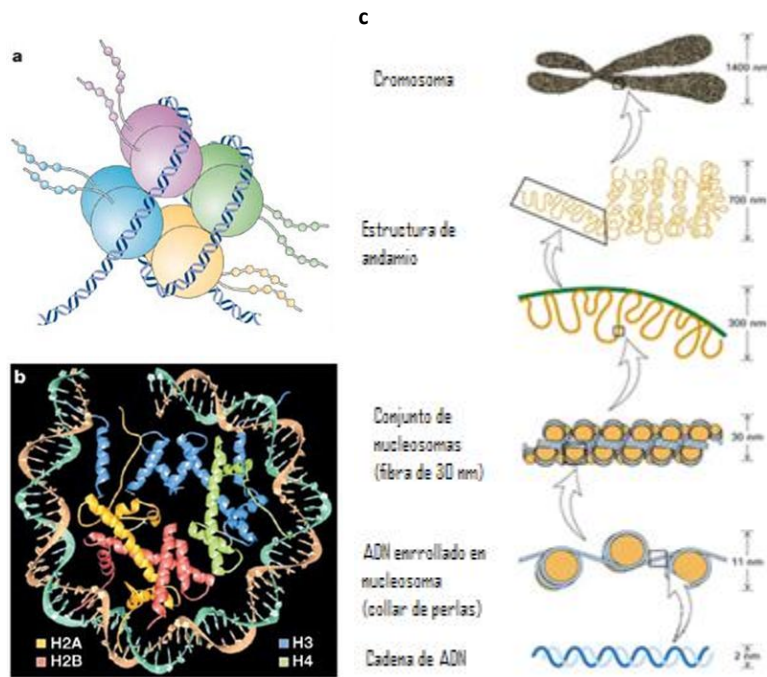 a
b
H2A
H3
H2B
H4
c
Cromosoma
1400 nm
Estructura de
andamio
700 nm
300 nm
Conjunto de
nucleosomas
(fibra de 30 nm)
30 nm
ADN enrrollado en
nucleosoma
(collar de perlas)
11 nm
Cadena de ADN
2 nm